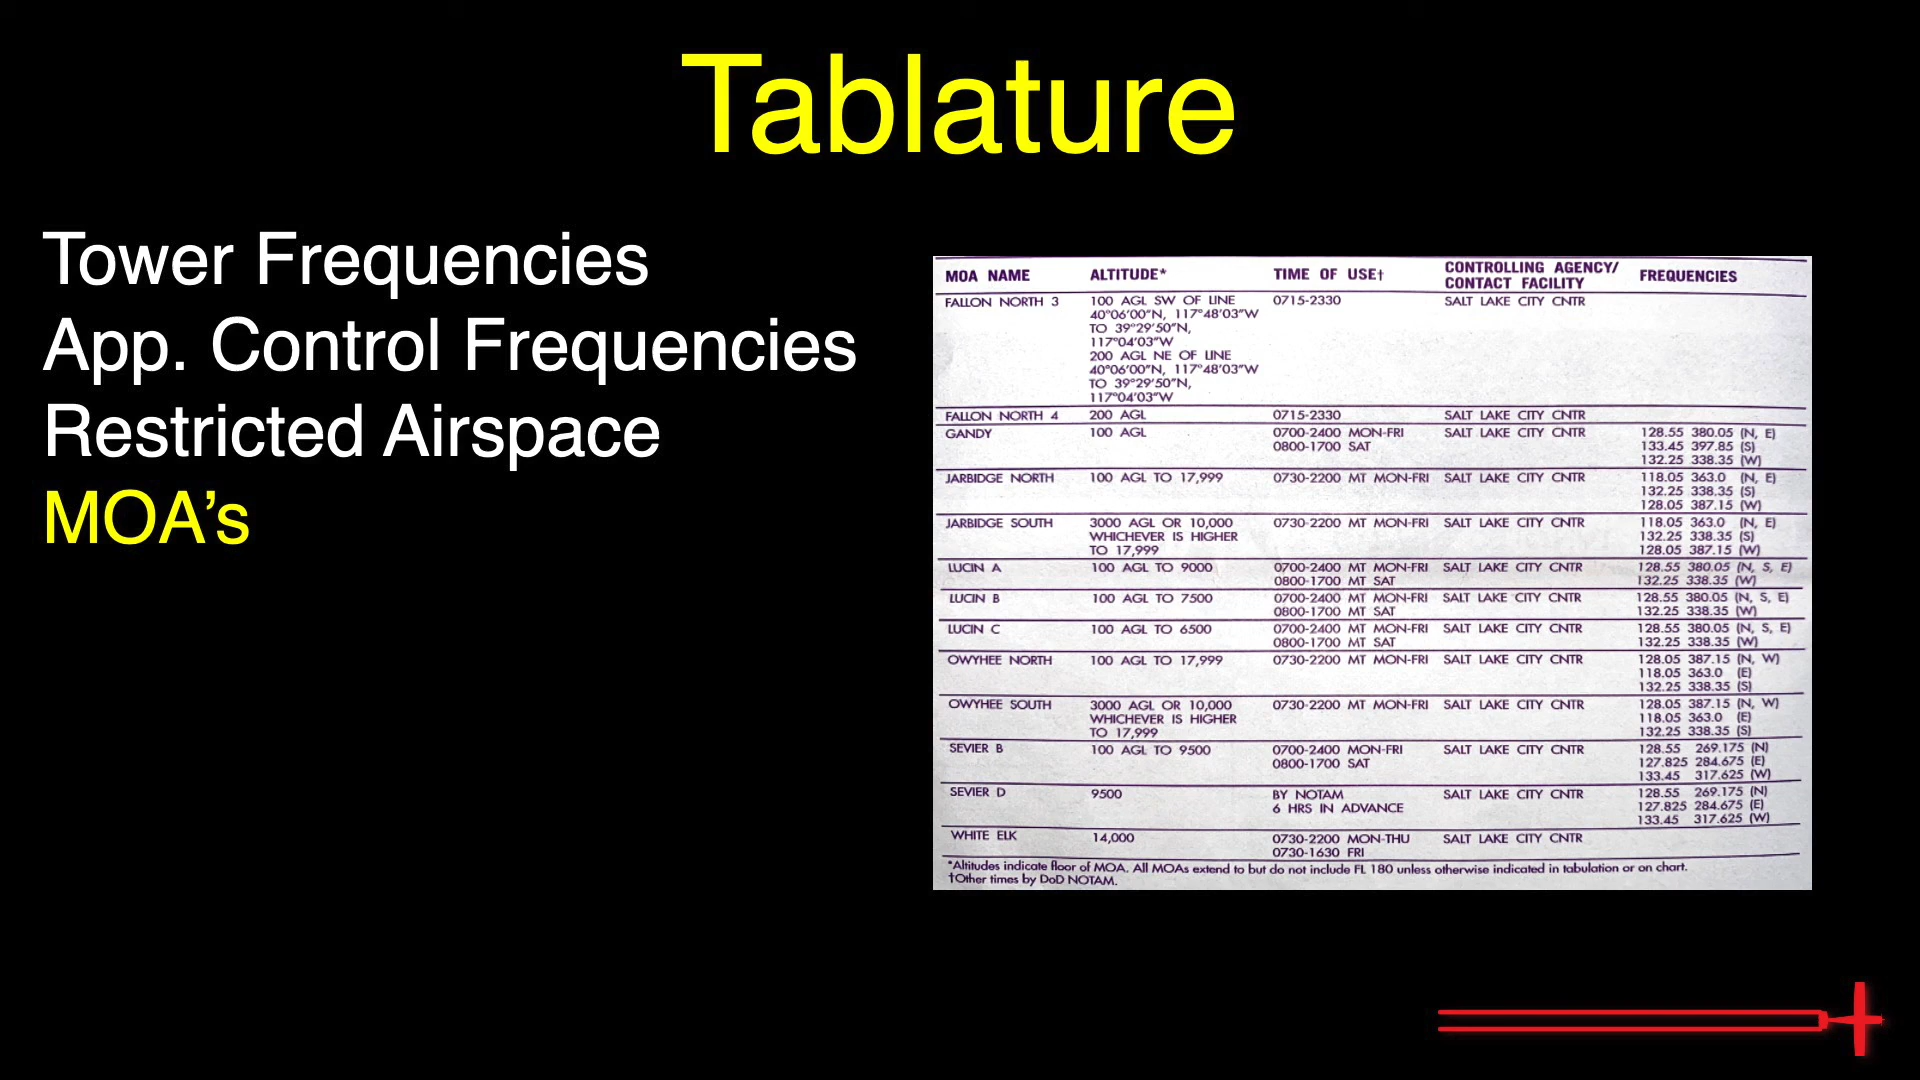 Tablature
Tower Frequencies
App. Control Frequencies
Restricted Airspace
MOA’s
MOA NAME ALTITUDE* TIME OF USE† CONTROLLING AGENCY/ CONTACT FACILITY FREQUENCIES
FALLON NORTH 3 100 AGL SW OF LINE 0715-2330 SALT LAKE CITY CNTR
40°06'00"N, 117°48'03"W
TO 39°29'50"N,
117°04'03"W
200 AGL NE OF LINE
40°06'00"N, 117°48'03"W
TO 39°29'50"N,
117°04'03"W
FALLON NORTH 4 200 AGL 0715-2330 SALT LAKE CITY CNTR
GANDY 100 AGL 0700-2400 MON-FRI SALT LAKE CITY CNTR 128.55 380.05 (N, E)
0800-1700 SAT 133.45 397.85 (S)
132.25 338.35 (W)
JARBIDGE NORTH 100 AGL TO 17,999 0730-2200 MT MON-FRI SALT LAKE CITY CNTR 118.05 363.0 (N, E)
132.25 338.35 (S)
128.05 387.15 (W)
JARBIDGE SOUTH 3000 AGL OR 10,000 0730-2200 MT MON-FRI SALT LAKE CITY CNTR 118.05 363.0 (N, E)
WHICHEVER IS HIGHER 132.25 338.35 (S)
TO 17,999 128.05 387.15 (W)
LUCIN A 100 AGL TO 9000 0700-2400 MT MON-FRI SALT LAKE CITY CNTR 128.55 380.05 (N, S, E)
0800-1700 MT SAT 132.25 338.35 (W)
LUCIN B 100 AGL TO 7500 0700-2400 MT MON-FRI SALT LAKE CITY CNTR 128.55 380.05 (N, S, E)
0800-1700 MT SAT 132.25 338.35 (W)
LUCIN C 100 AGL TO 6500 0700-2400 MT MON-FRI SALT LAKE CITY CNTR 128.55 380.05 (N, S, E)
0800-1700 MT SAT 132.25 338.35 (W)
OWYHEE NORTH 100 AGL TO 17,999 0730-2200 MT MON-FRI SALT LAKE CITY CNTR 128.05 387.15 (N, W)
118.05 363.0 (E)
132.25 338.35 (S)
OWYHEE SOUTH 3000 AGL OR 10,000 0730-2200 MT MON-FRI SALT LAKE CITY CNTR 128.05 387.15 (N, W)
WHICHEVER IS HIGHER 118.05 363.0 (E)
TO 17,999 132.25 338.35 (S)
SEVIER B 100 AGL TO 9500 0700-2400 MON-FRI SALT LAKE CITY CNTR 128.55 269.175 (N)
0800-1700 SAT 127.825 284.675 (E)
133.45 317.625 (W)
SEVIER D 9500 BY NOTAM SALT LAKE CITY CNTR 128.55 269.175 (N)
6 HRS IN ADVANCE 127.825 284.675 (E)
133.45 317.625 (W)
WHITE ELK 14,000 0730-2200 MON-THU SALT LAKE CITY CNTR
0730-1630 FRI
*Altitudes indicate floor of MOA. All MOAs extend to but do not include FL 180 unless otherwise indicated in tabulation or on chart.
†Other times by DoD NOTAM.